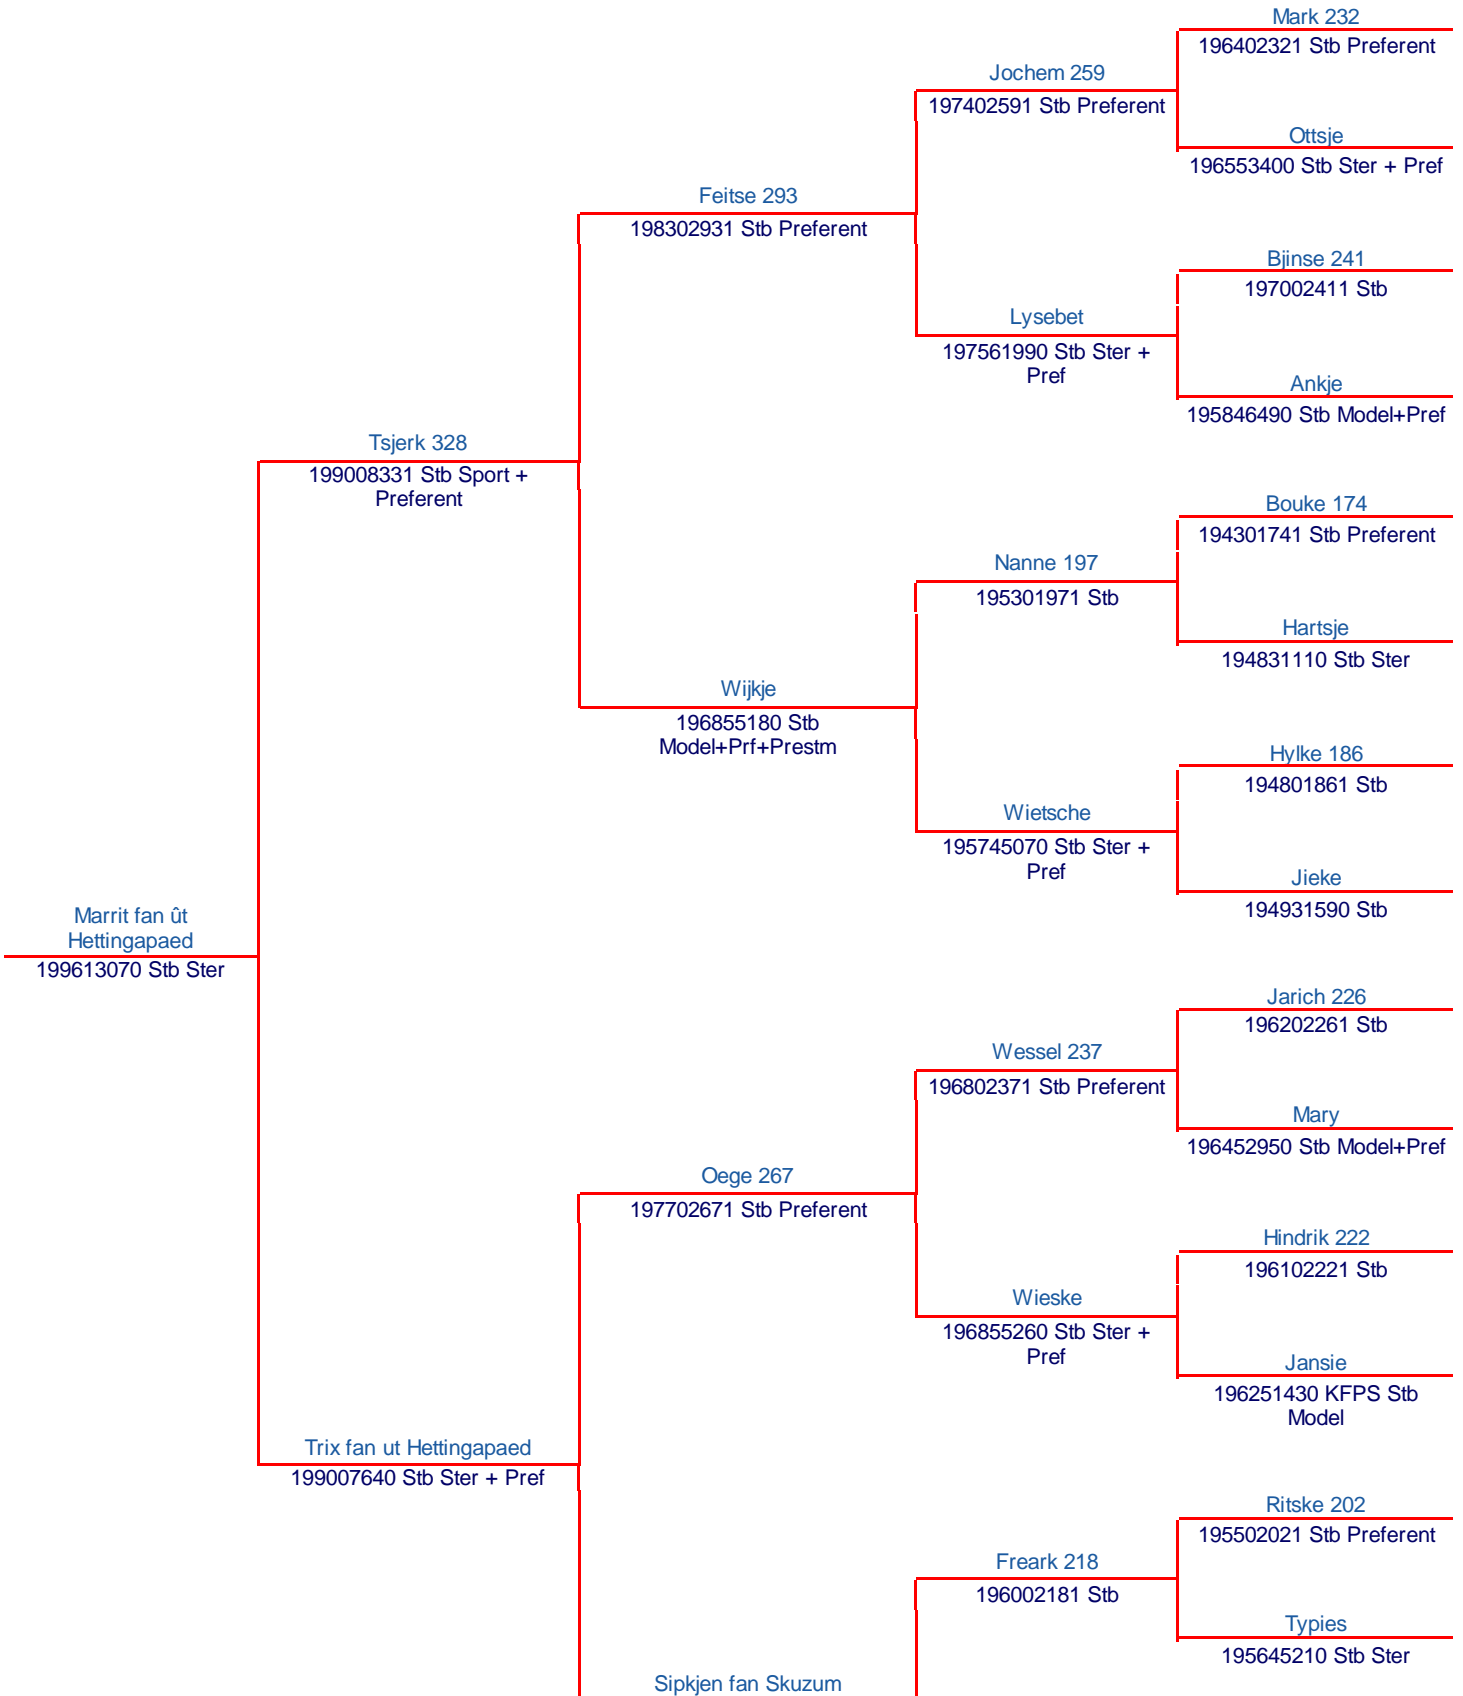 Mark 232
196402321 Stb Preferent
Jochem 259
197402591 Stb Preferent
Ottsje
196553400 Stb Ster + Pref
Feitse 293
198302931 Stb Preferent
Bjinse 241
197002411 Stb
Lysebet
197561990 Stb Ster +
Pref
Ankje
195846490 Stb Model+Pref
Tsjerk 328
199008331 Stb Sport +
Preferent
Bouke 174
194301741 Stb Preferent
Nanne 197
195301971 Stb
Hartsje
194831110 Stb Ster
Wijkje
196855180 Stb
Model+Prf+Prestm
Hylke 186
194801861 Stb
Wietsche
195745070 Stb Ster +
Pref
Jieke
194931590 Stb
Marrit fan ût
Hettingapaed
199613070 Stb Ster
Jarich 226
196202261 Stb
Wessel 237
196802371 Stb Preferent
Mary
196452950 Stb Model+Pref
Oege 267
197702671 Stb Preferent
Hindrik 222
196102221 Stb
Wieske
196855260 Stb Ster +
Pref
Jansie
196251430 KFPS Stb
Model
Trix fan ut Hettingapaed
199007640 Stb Ster + Pref
Ritske 202
195502021 Stb Preferent
Freark 218
196002181 Stb
Typies
195645210 Stb Ster
Sipkjen fan Skuzum